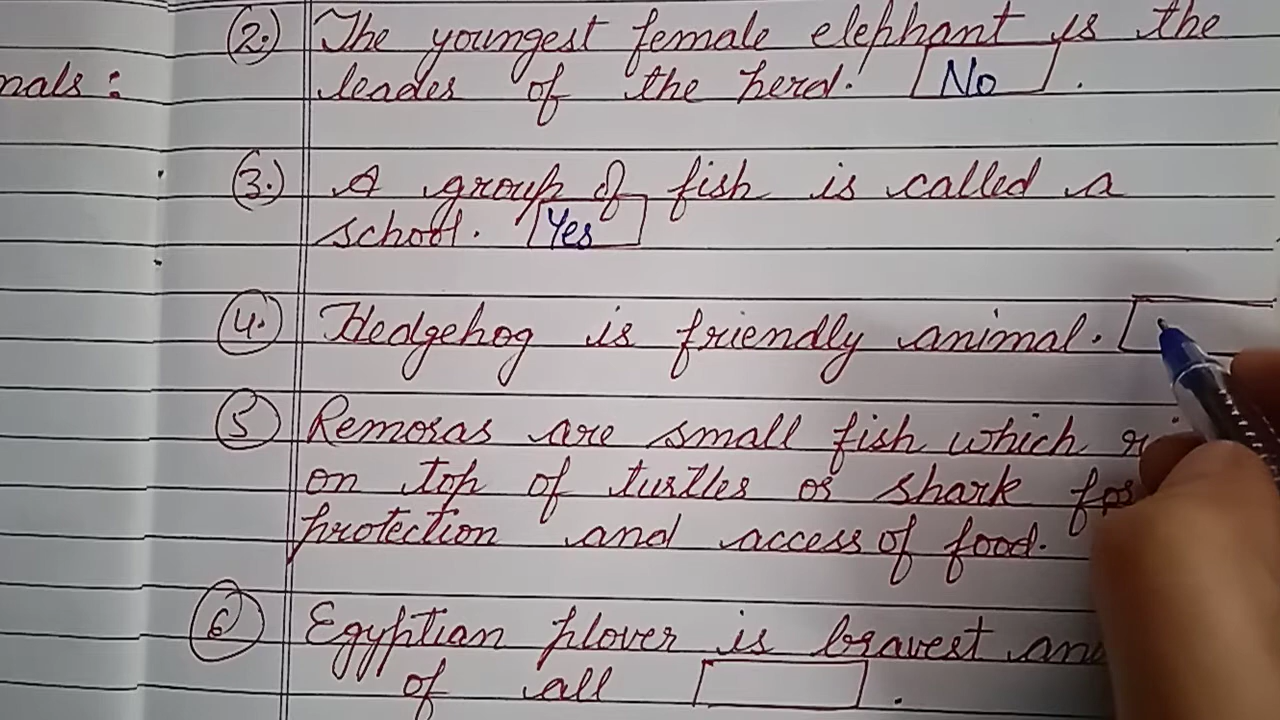 (2.) The youngest female elephant is the
nals: leader of the herd. No .
(3.) A group of fish is called a
school. Yes
(4.) Hedgehog is friendly animal.
(5) Remoras are small fish which
on top of turtles or shark for
protection and access of food.
(6) Egyptian plover is bravest
of all .